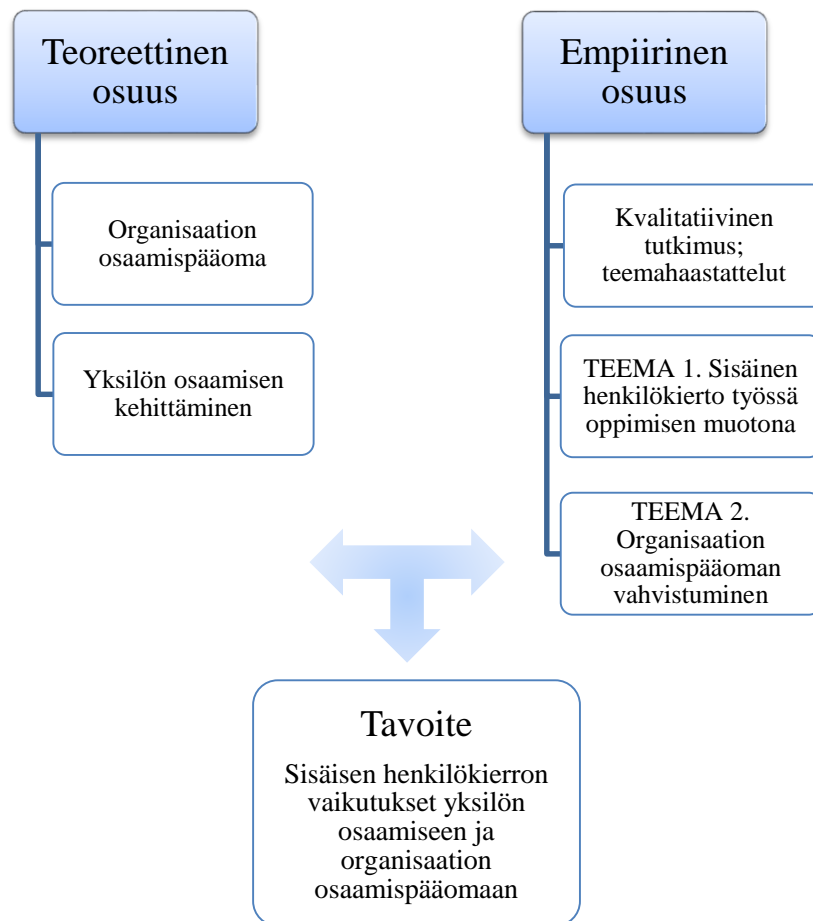 Teoreettinen
osuus
Organisaation
osaamispääoma
Yksilön osaamisen
kehittäminen
Empiirinen
osuus
Kvalitatiivinen
tutkimus;
teemahaastattelut
TEEMA 1. Sisäinen
henkilökierto työssä
oppimisen muotona
TEEMA 2.
Organisaation
osaamispääoman
vahvistuminen
Tavoite
Sisäisen henkilökierron
vaikutukset yksilön
osaamiseen ja
organisaation
osaamispääomaan